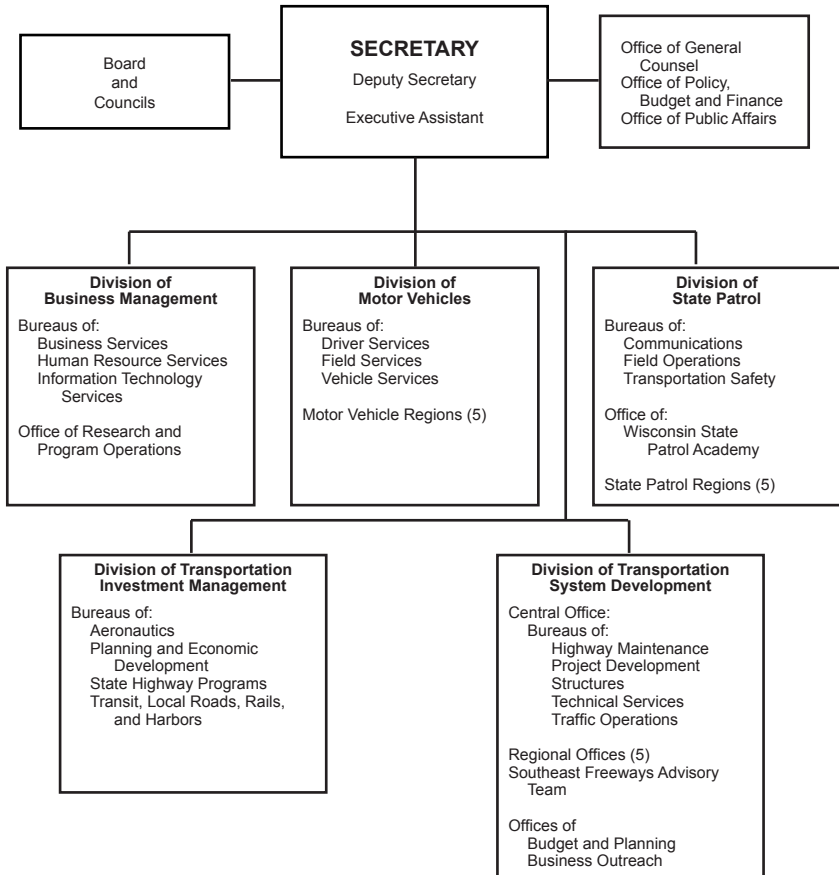 Board
and
Councils
SECRETARY
Deputy Secretary
Executive Assistant
Office of General
Counsel
Office of Policy,
Budget and Finance
Office of Public Affairs
Division of
Business Management
Bureaus of:
Business Services
Human Resource Services
Information Technology
Services
Office of Research and
Program Operations
Division of
Motor Vehicles
Bureaus of:
Driver Services
Field Services
Vehicle Services
Motor Vehicle Regions (5)
Division of
State Patrol
Bureaus of:
Communications
Field Operations
Transportation Safety
Office of:
Wisconsin State
Patrol Academy
State Patrol Regions (5)
Division of Transportation
Investment Management
Bureaus of:
Aeronautics
Planning and Economic
Development
State Highway Programs
Transit, Local Roads, Rails,
and Harbors
Division of Transportation
System Development
Central Office:
Bureaus of:
Highway Maintenance
Project Development
Structures
Technical Services
Traffic Operations
Regional Offices (5)
Southeast Freeways Advisory
Team
Offices of
Budget and Planning
Business Outreach